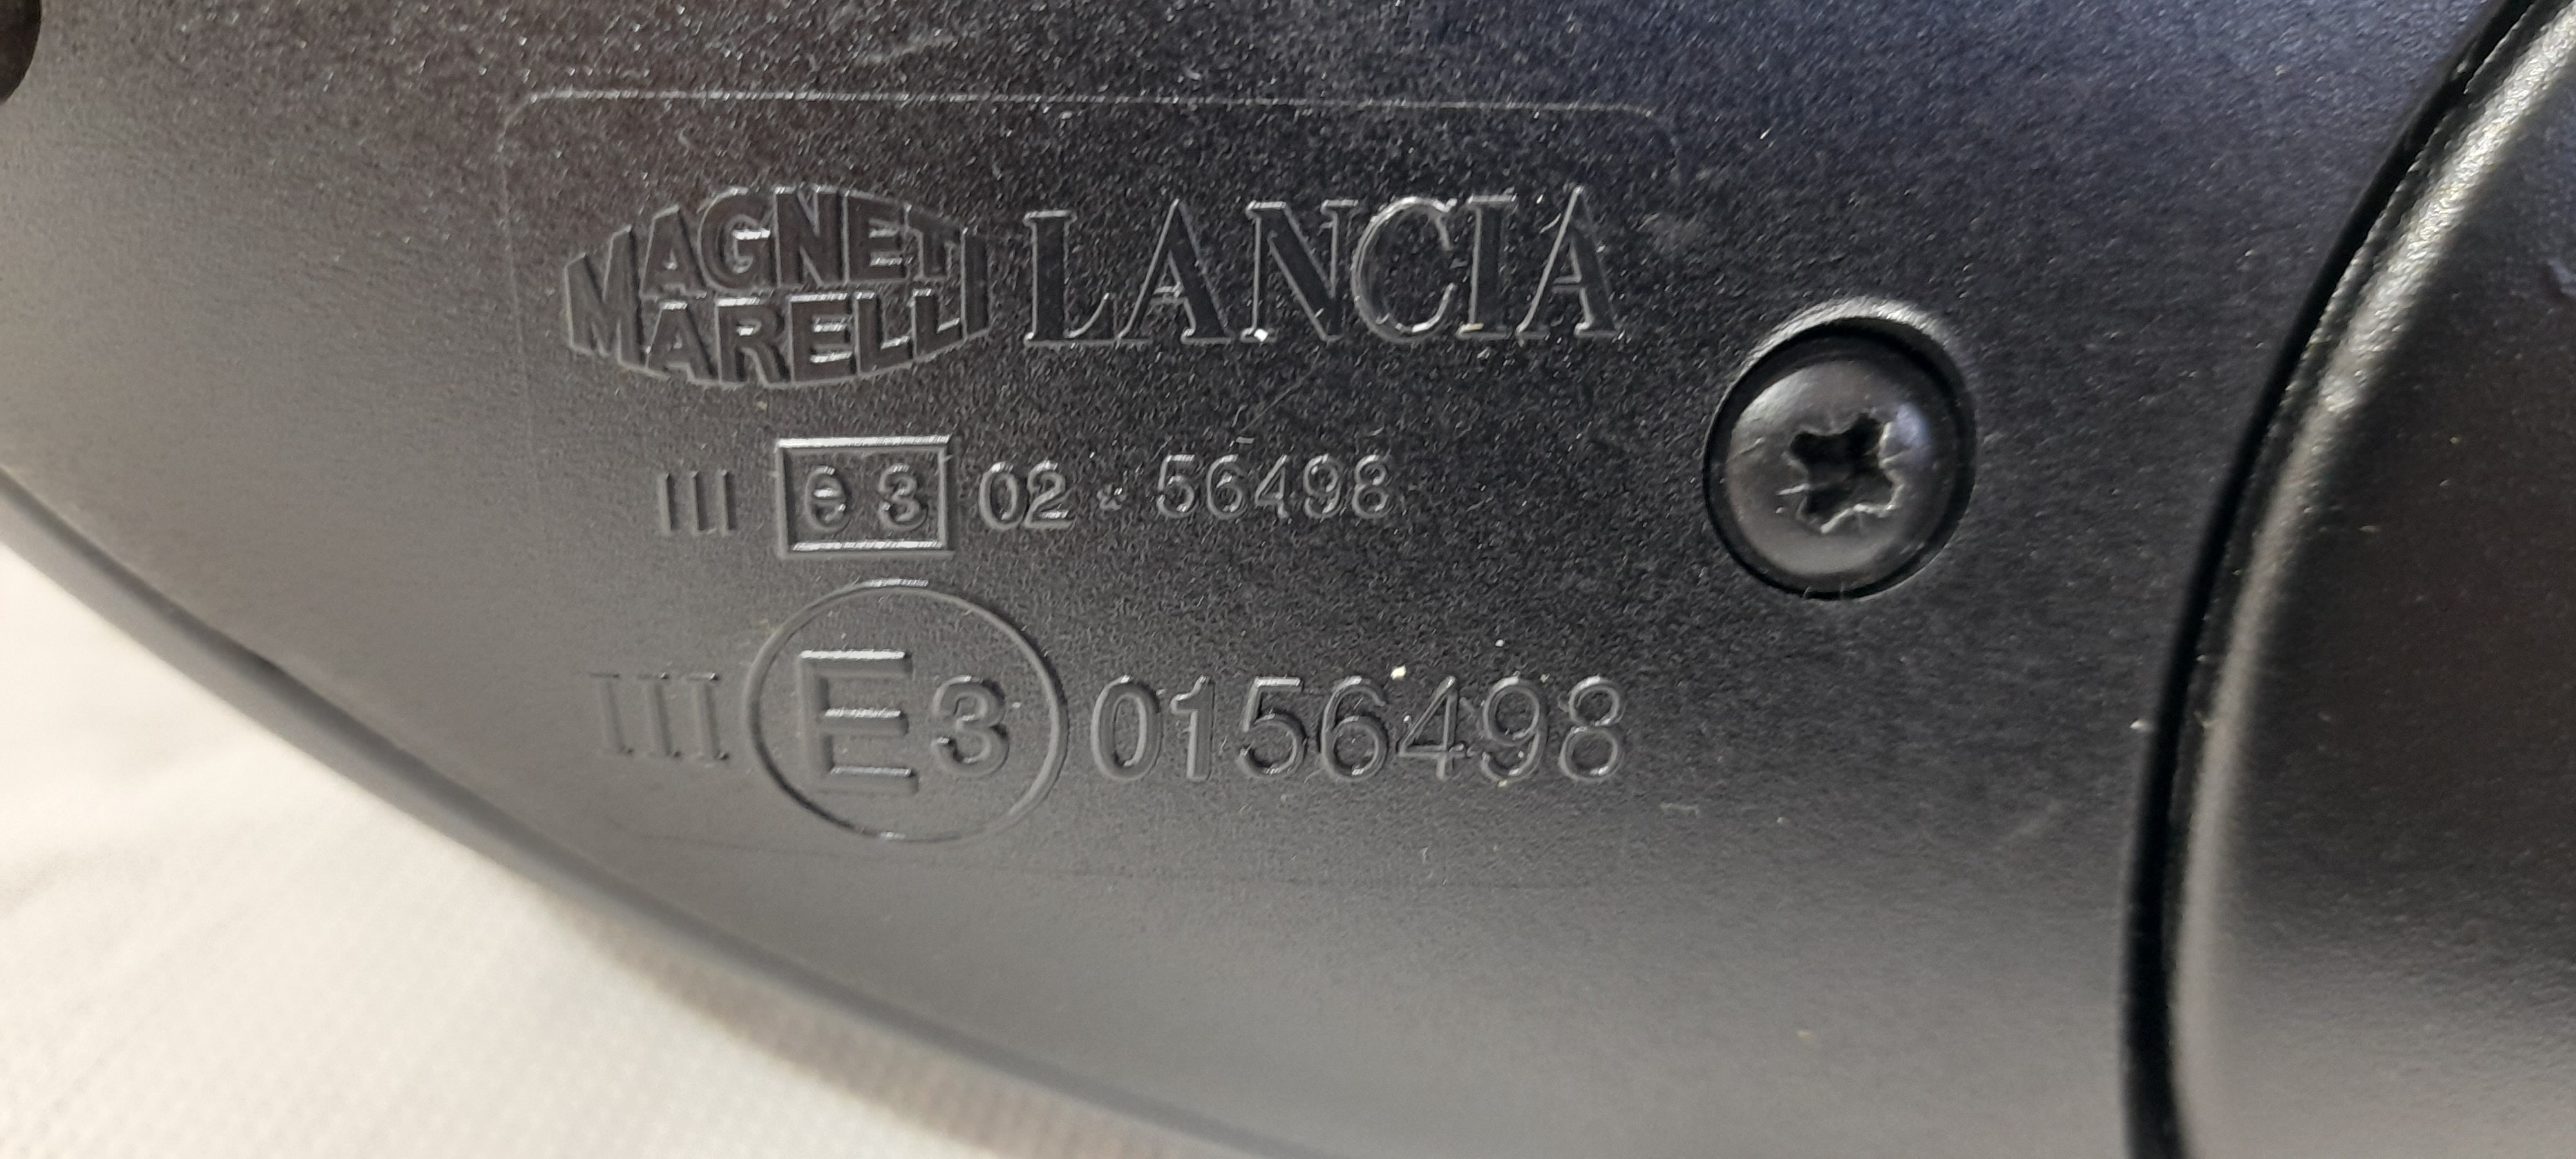 MAGNETI
MARELLI LANCIA
III e3 02 * 56498
III E3 0156498